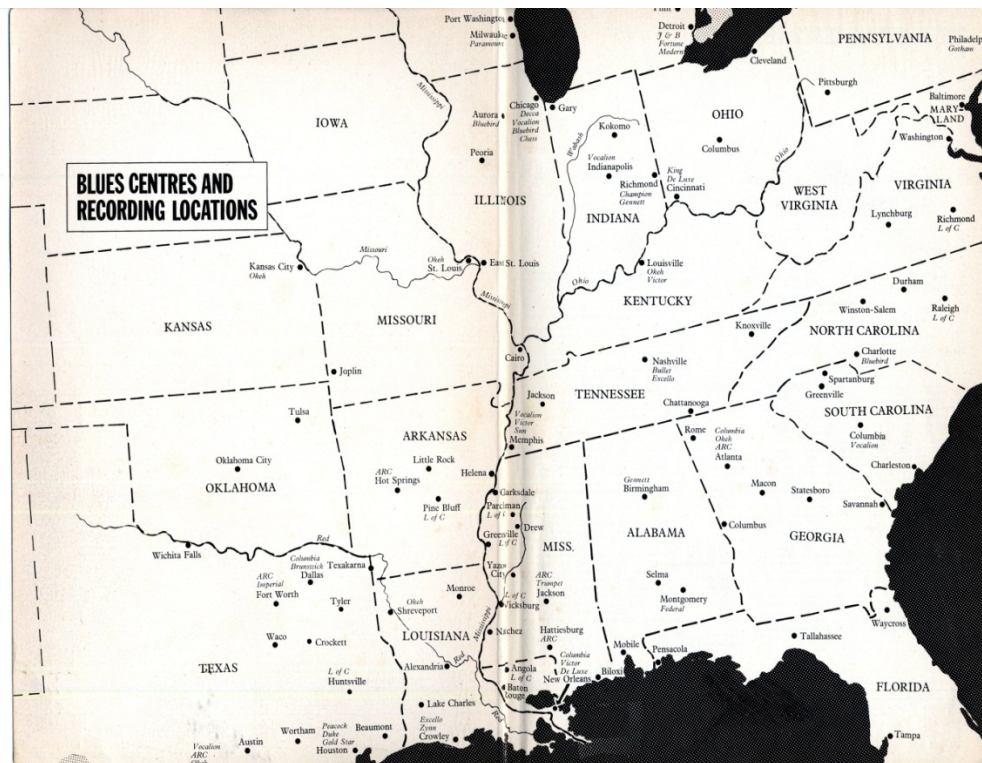 BLUES CENTRES AND
RECORDING LOCATIONS
Port Washington
Milwaukee
Paramount
Detroit
J & B
Fortune
Modern
Cleveland
PENNSYLVANIA
Philadelp
Gotham
Pittsburgh
Baltimore
MARY-
LAND
Washington
IOWA
Mississippi
Aurora
Bluebird
Chicago
Decca
Vocalion
Bluebird
Chess
Gary
Peoria
ILLINOIS
Wabash
Kokomo
Vocalion
Indianapolis
Richmond
Champion
Gennett
INDIANA
OHIO
Columbus
King
De Luxe
Cincinnati
Ohio
WEST
VIRGINIA
VIRGINIA
Lynchburg
Richmond
L of C
Missouri
Kansas City
Okeh
Okeh
St. Louis
East St. Louis
Mississippi
Ohio
Louisville
Okeh
Victor
KENTUCKY
Durham
Winston-Salem
Raleigh
L of C
KANSAS
MISSOURI
Cairo
Knoxville
NORTH CAROLINA
Charlotte
Bluebird
Joplin
Nashville
Bullet
Excello
TENNESSEE
Spartanburg
Greenville
Jackson
Chattanooga
SOUTH CAROLINA
Tulsa
Vocalion
Victor
Sun
Memphis
Rome
Columbia
Okeh
ARC
Atlanta
Columbia
Vocalion
ARKANSAS
Oklahoma City
OKLAHOMA
Little Rock
ARC
Hot Springs
Helena
Charleston
Pine Bluff
L of C
Clarksdale
Parchman
L of C
Drew
Gennett
Birmingham
Macon
Statesboro
Savannah
Greenville
L of C
MISS.
ALABAMA
Columbus
GEORGIA
Wichita Falls
Red
Columbia
Brunswick
Dallas
Texakarna
ARC
Imperial
Fort Worth
Yazoo
City
ARC
Trumpet
Jackson
Selma
Montgomery
Federal
Tyler
Okeh
Shreveport
Monroe
L of C
Vicksburg
Waycross
Waco
Crockett
LOUISIANA
Mississippi
Natchez
Hattiesburg
ARC
Mobile
Pensacola
Tallahassee
TEXAS
L of C
Huntsville
Alexandria
Red
Angola
L of C
Columbia
Victor
De Luxe
New Orleans
Biloxi
Baton
Rouge
FLORIDA
Lake Charles
Red
Wortham
Peacock
Duke
Gold Star
Houston
Beaumont
Excello
Zynn
Crowley
Vocalion
ARC
Austin
Tampa